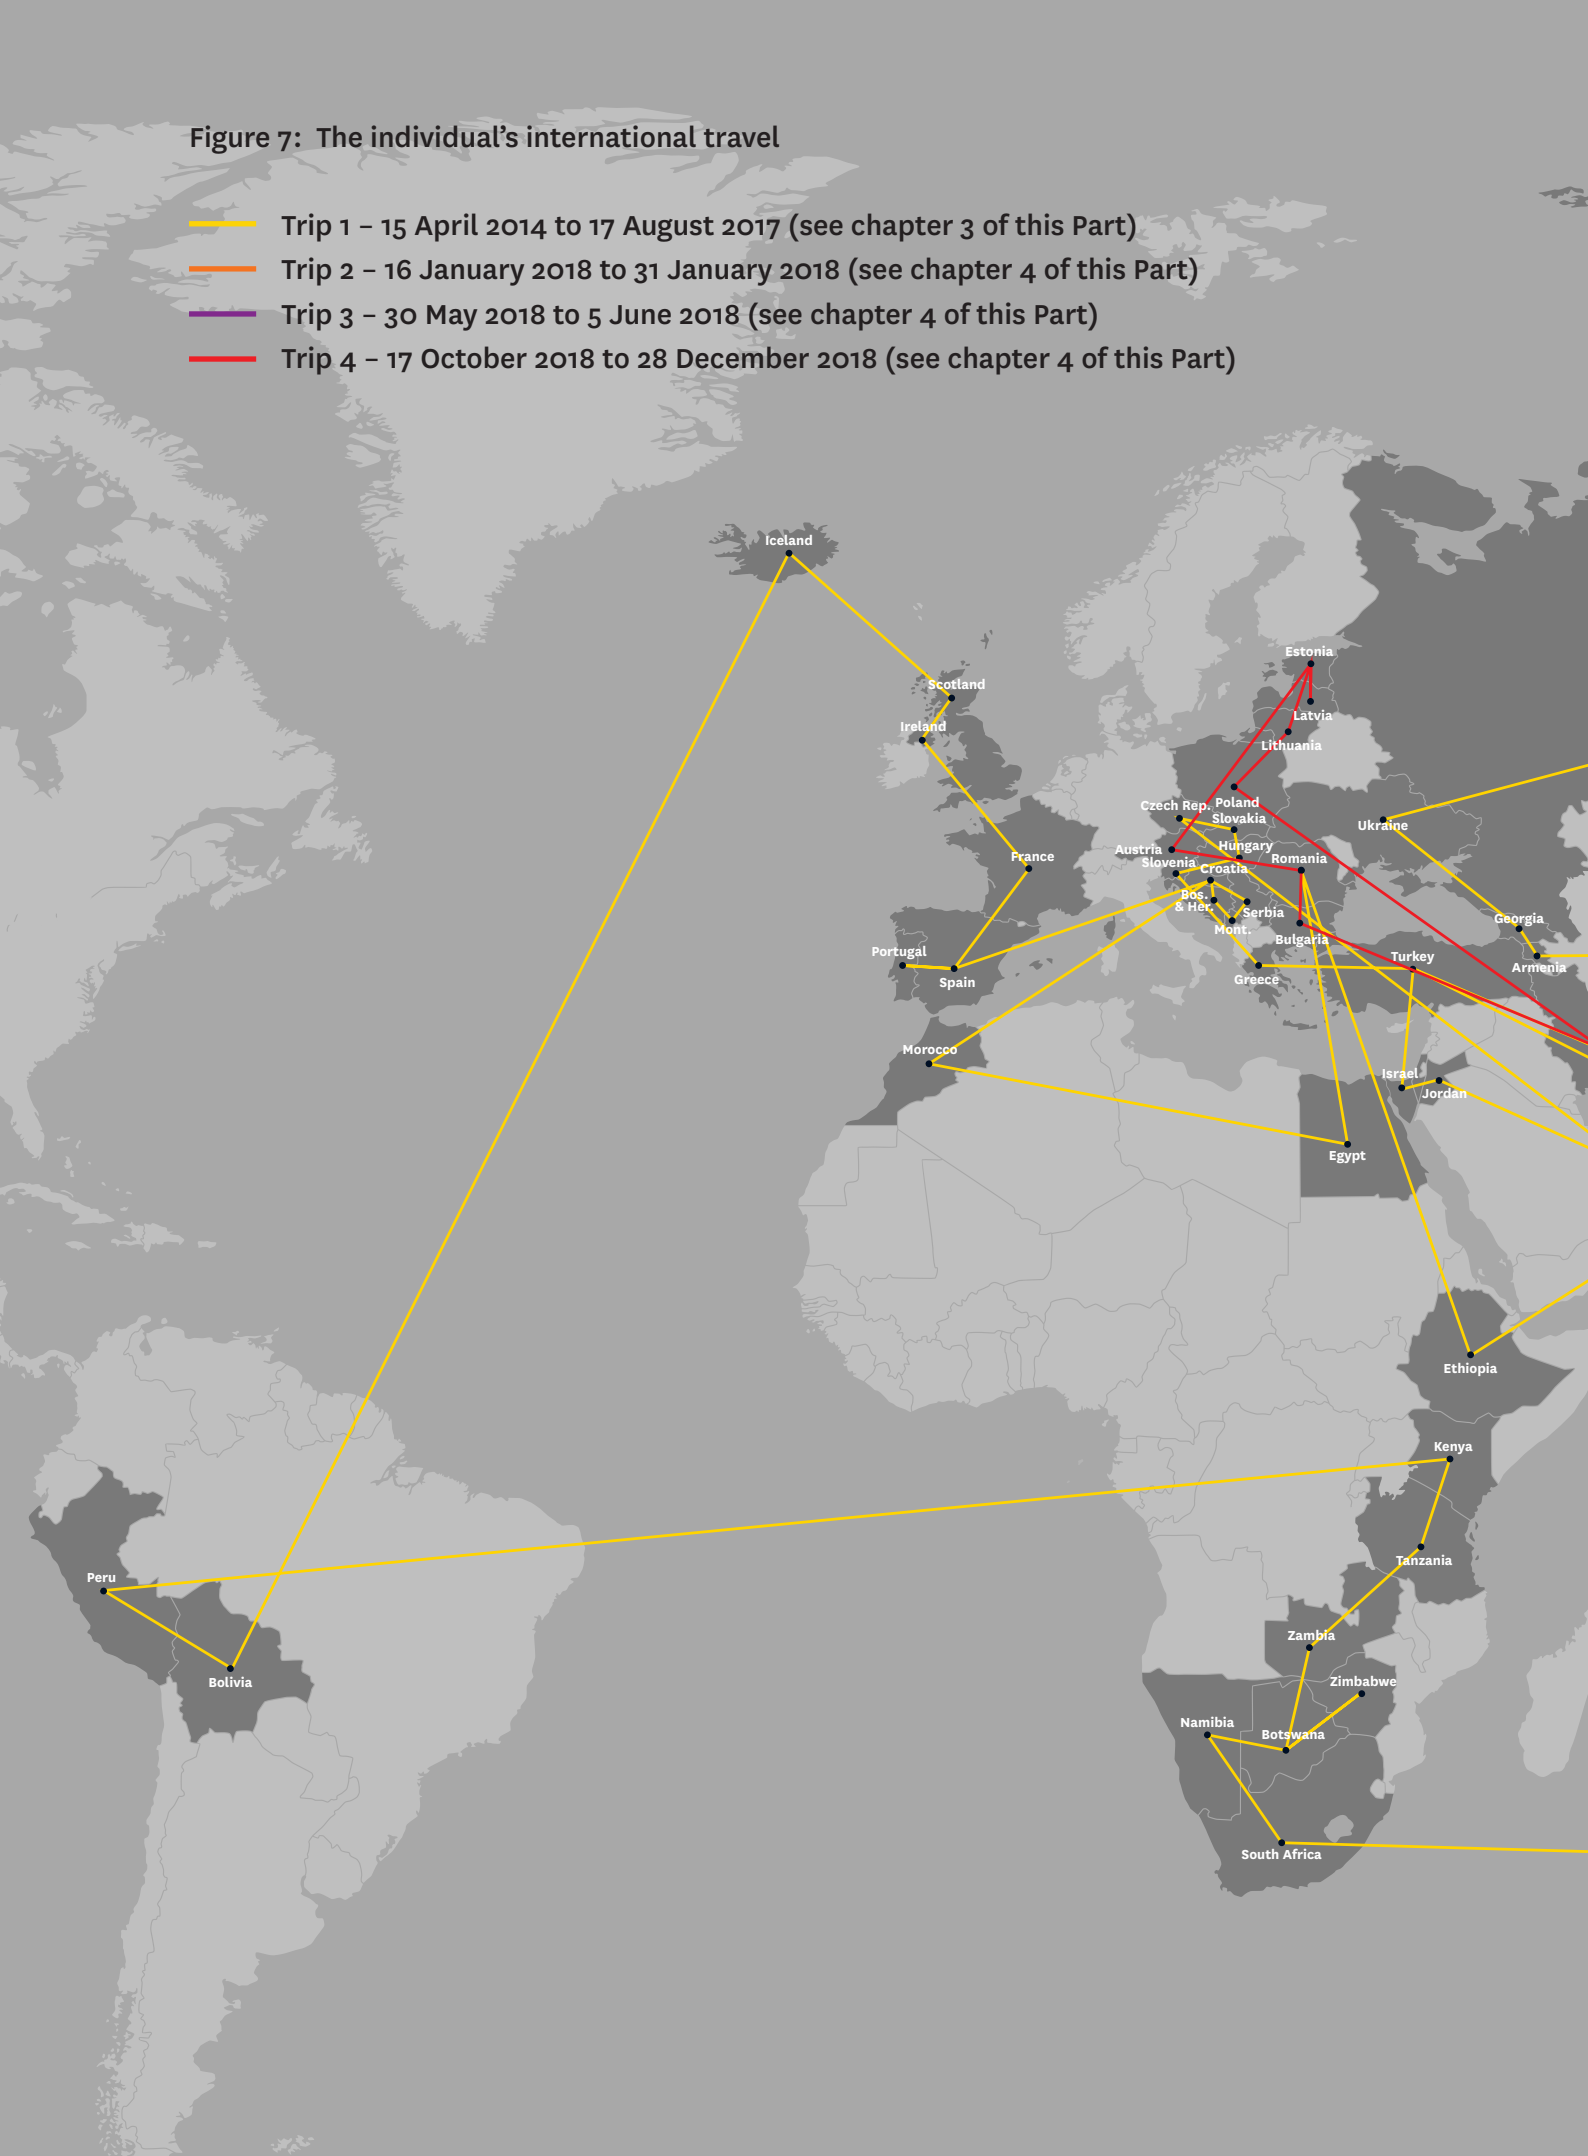 Figure 7: The individual’s international travel
Trip 1 – 15 April 2014 to 17 August 2017 (see chapter 3 of this Part)
Trip 2 – 16 January 2018 to 31 January 2018 (see chapter 4 of this Part)
Trip 3 – 30 May 2018 to 5 June 2018 (see chapter 4 of this Part)
Trip 4 – 17 October 2018 to 28 December 2018 (see chapter 4 of this Part)
Iceland
Estonia
Scotland
Latvia
Ireland
Lithuania
Czech Rep.
Poland
Slovakia
Ukraine
Austria
Hungary
Slovenia
Romania
France
Croatia
Bos.
& Her.
Serbia
Georgia
Mont.
Bulgaria
Portugal
Turkey
Armenia
Spain
Greece
Morocco
Israel
Jordan
Egypt
Ethiopia
Kenya
Tanzania
Peru
Zambia
Bolivia
Zimbabwe
Namibia
Botswana
South Africa